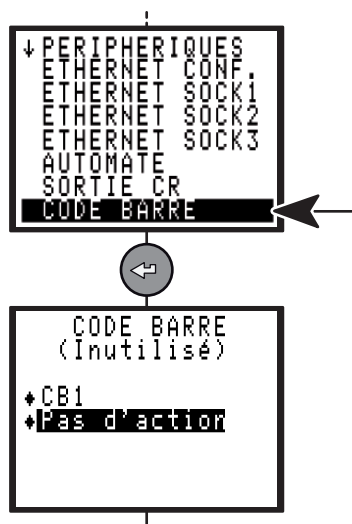 PERIPHERIQUES
ETHERNET CONF.
ETHERNET SOCK1
ETHERNET SOCK2
ETHERNET SOCK3
AUTOMATE
SORTIE CR
CODE BARRE
CODE BARRE
(Inutilisé)
CB1
Pas d'action